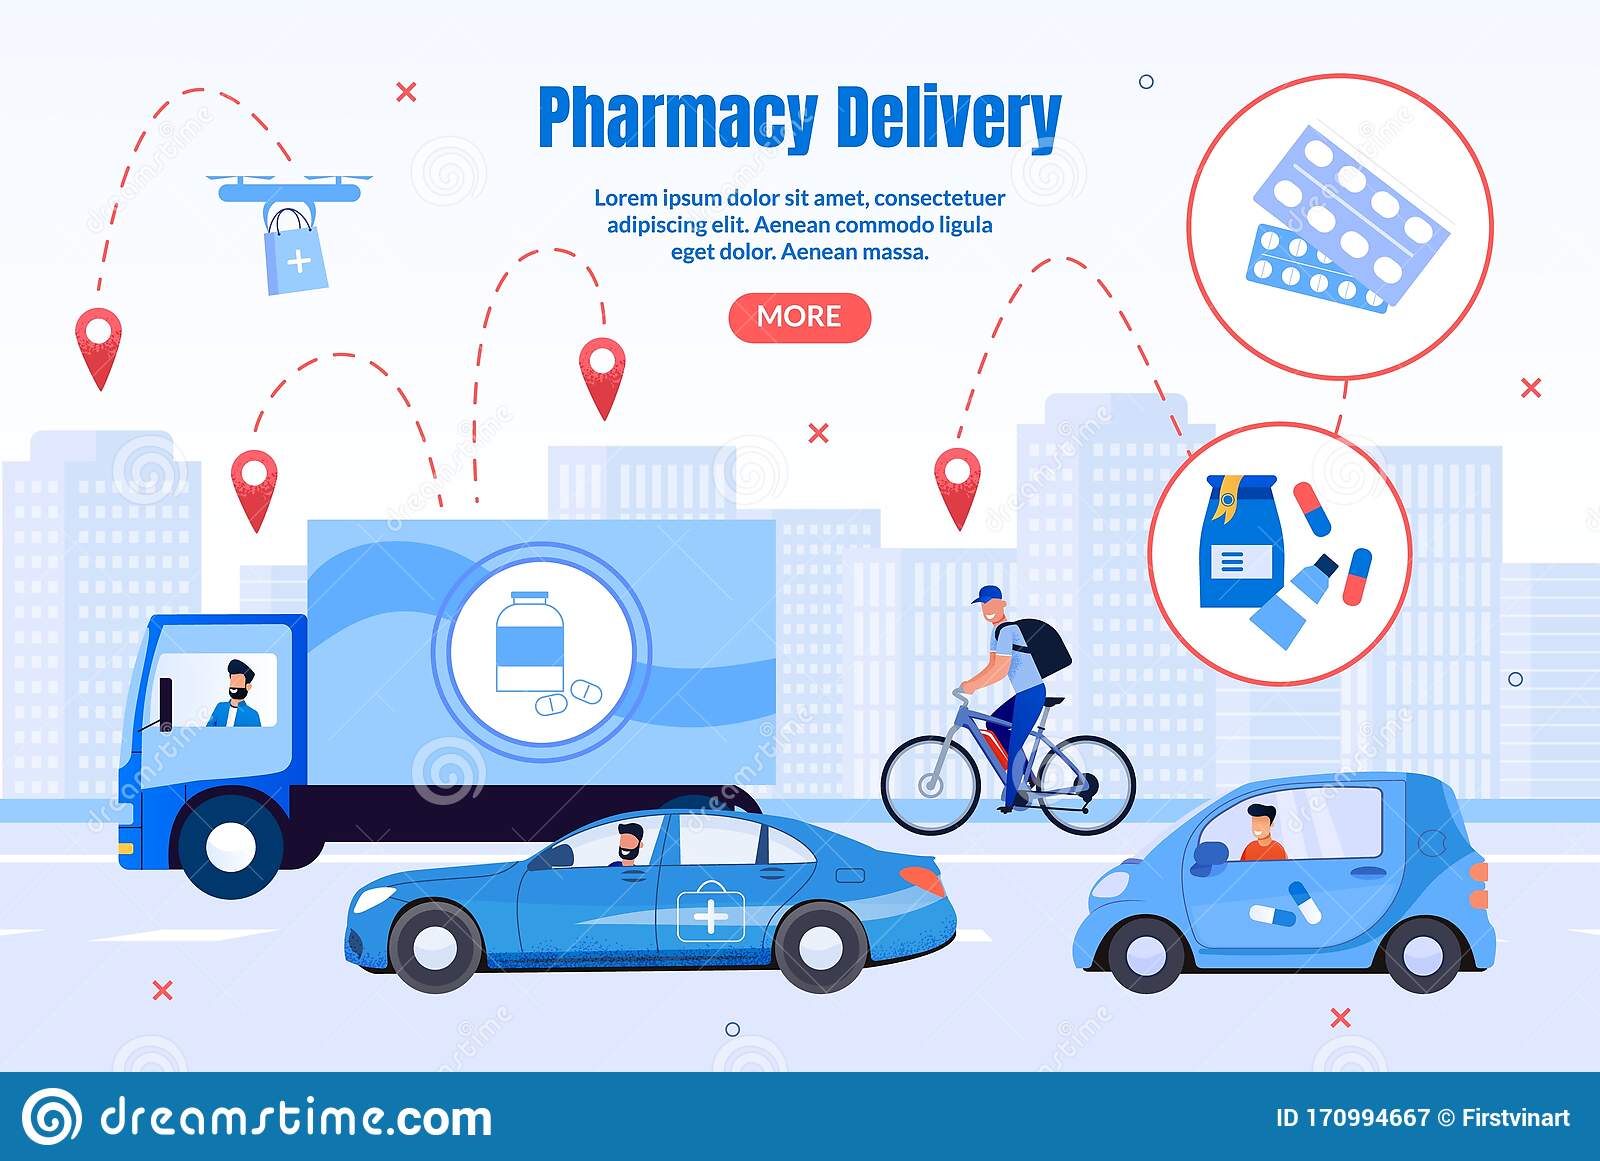 Pharmacy Delivery
Lorem ipsum dolor sit amet, consectetuer
adipiscing elit. Aenean commodo ligula
eget dolor. Aenean massa.
MORE
dreamstime.com
ID 170994667 © Firstvinart